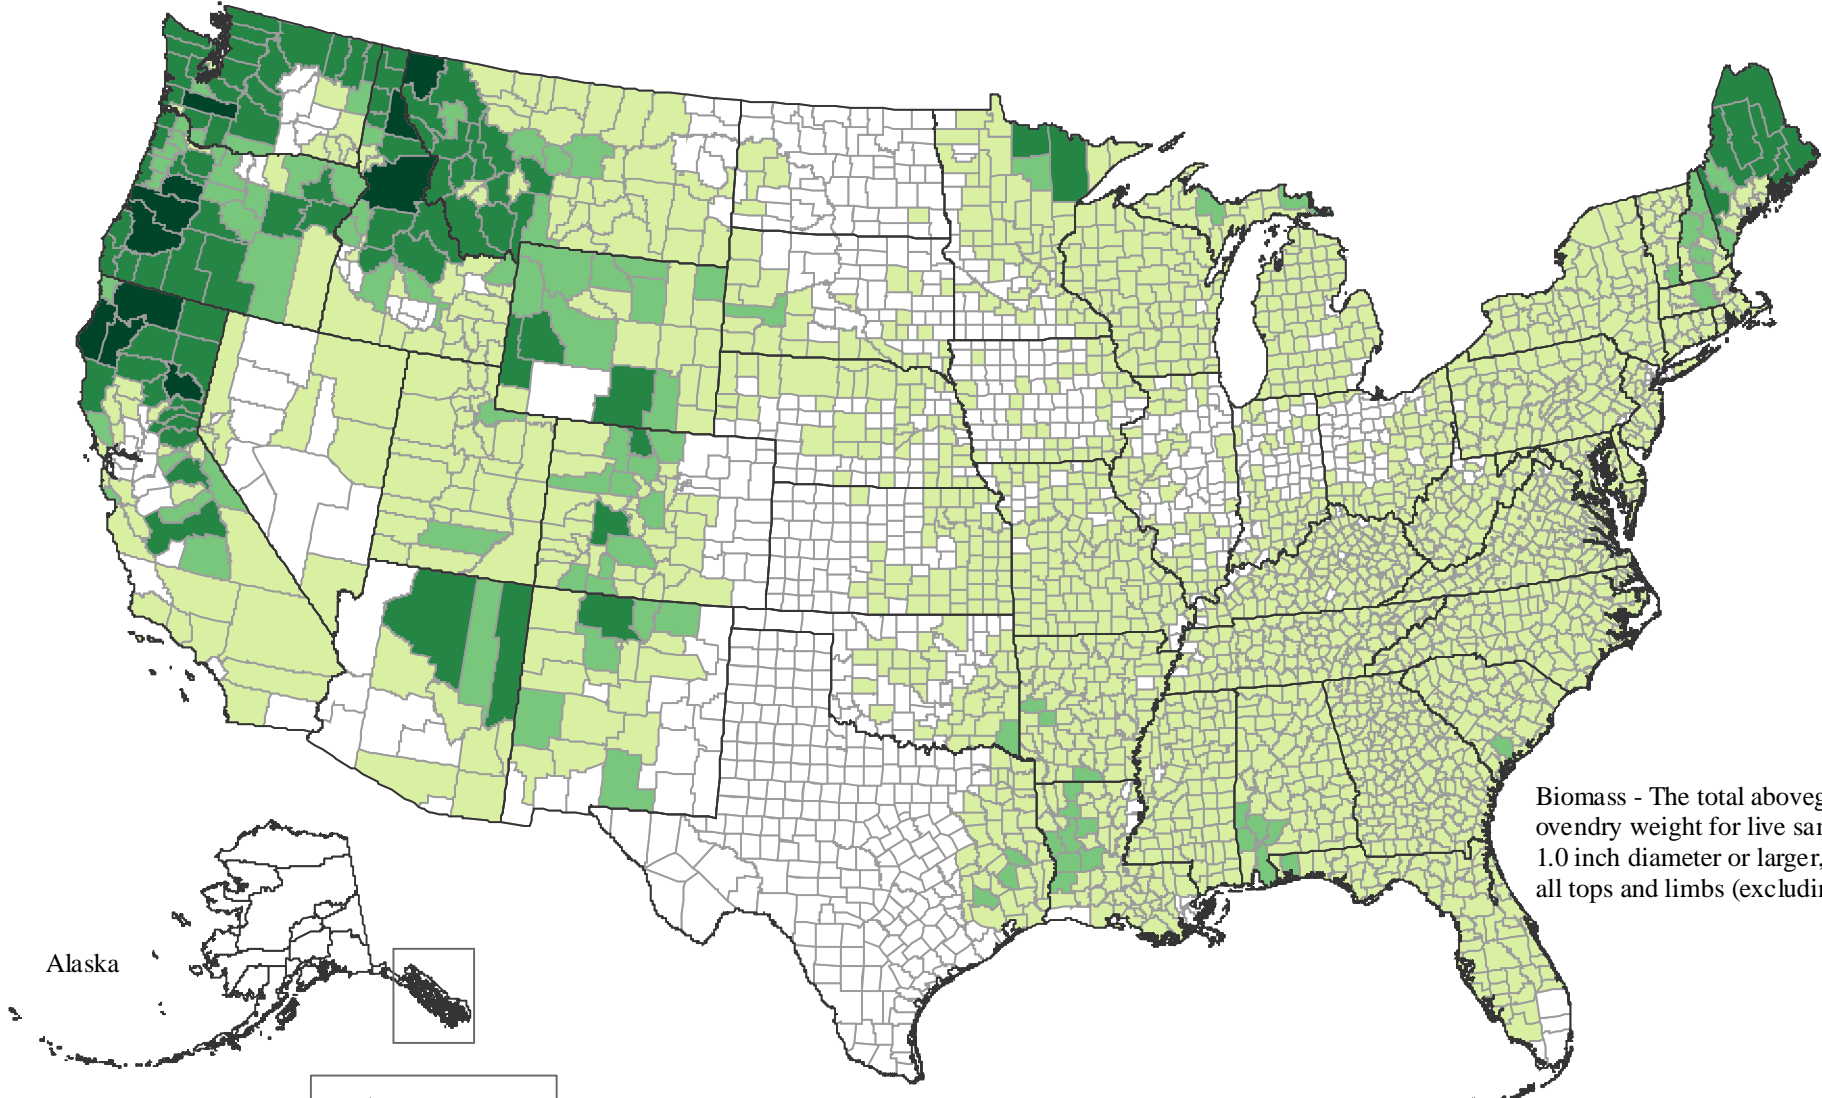 Biomass - The total aboveg
ovendry weight for live sa
1.0 inch diameter or larger,
all tops and limbs (excludi
Alaska